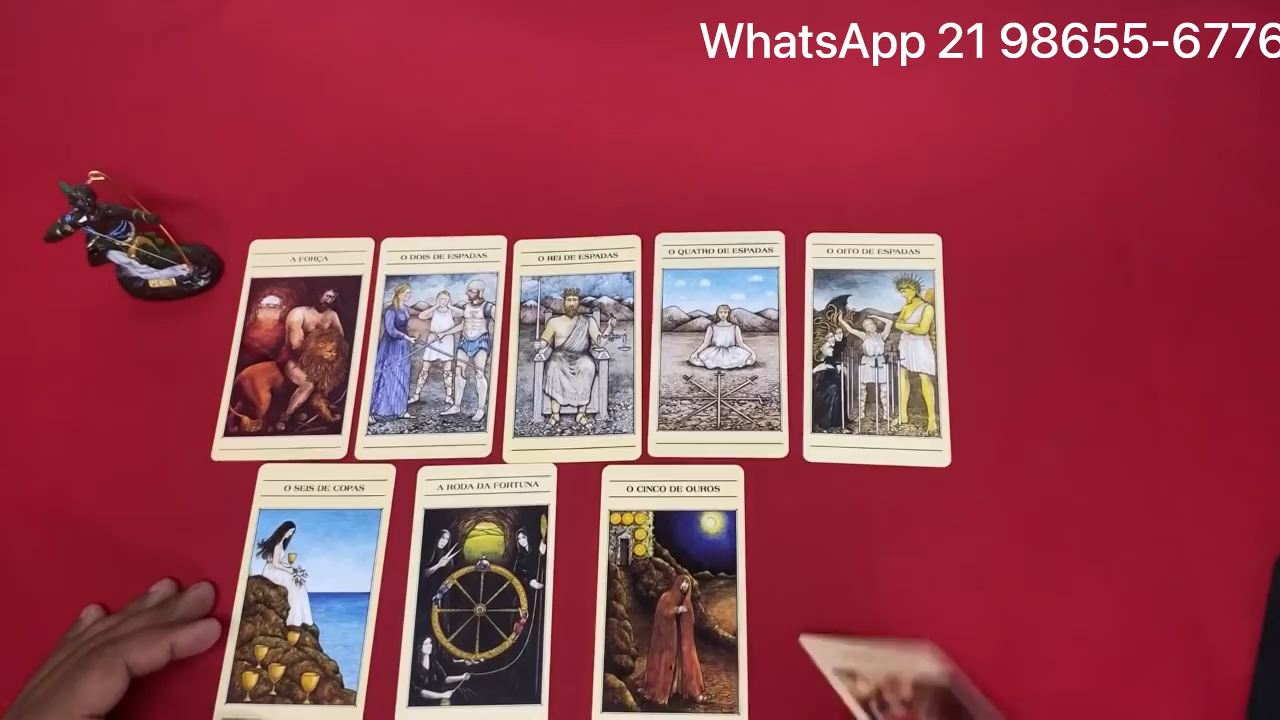 WhatsApp 21 98655-6776
A FORÇA
O DOIS DE ESPADAS
O REI DE ESPADAS
O QUATRO DE ESPADAS
O OITO DE ESPADAS
O SEIS DE COPAS
A RODA DA FORTUNA
O CINCO DE OUROS